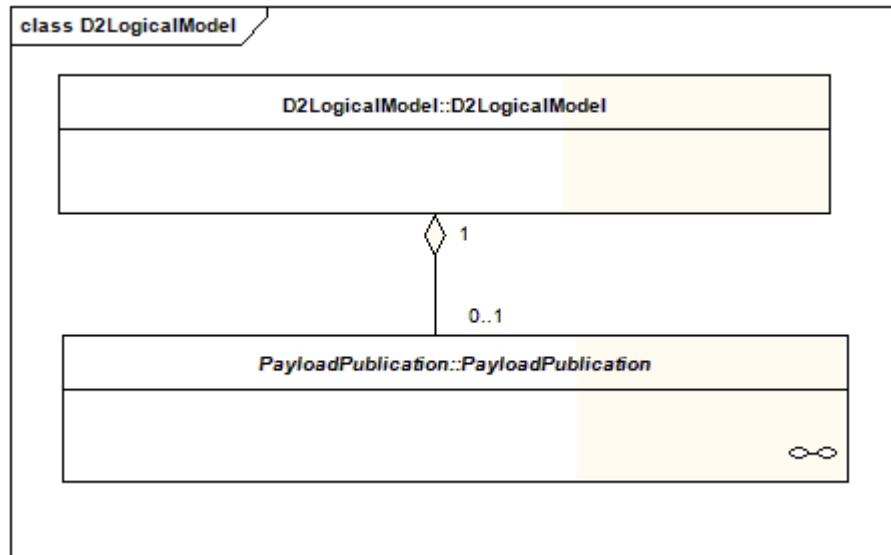 class D2LogicalModel
D2LogicalModel::D2LogicalModel
1
0..1
PayloadPublication::PayloadPublication